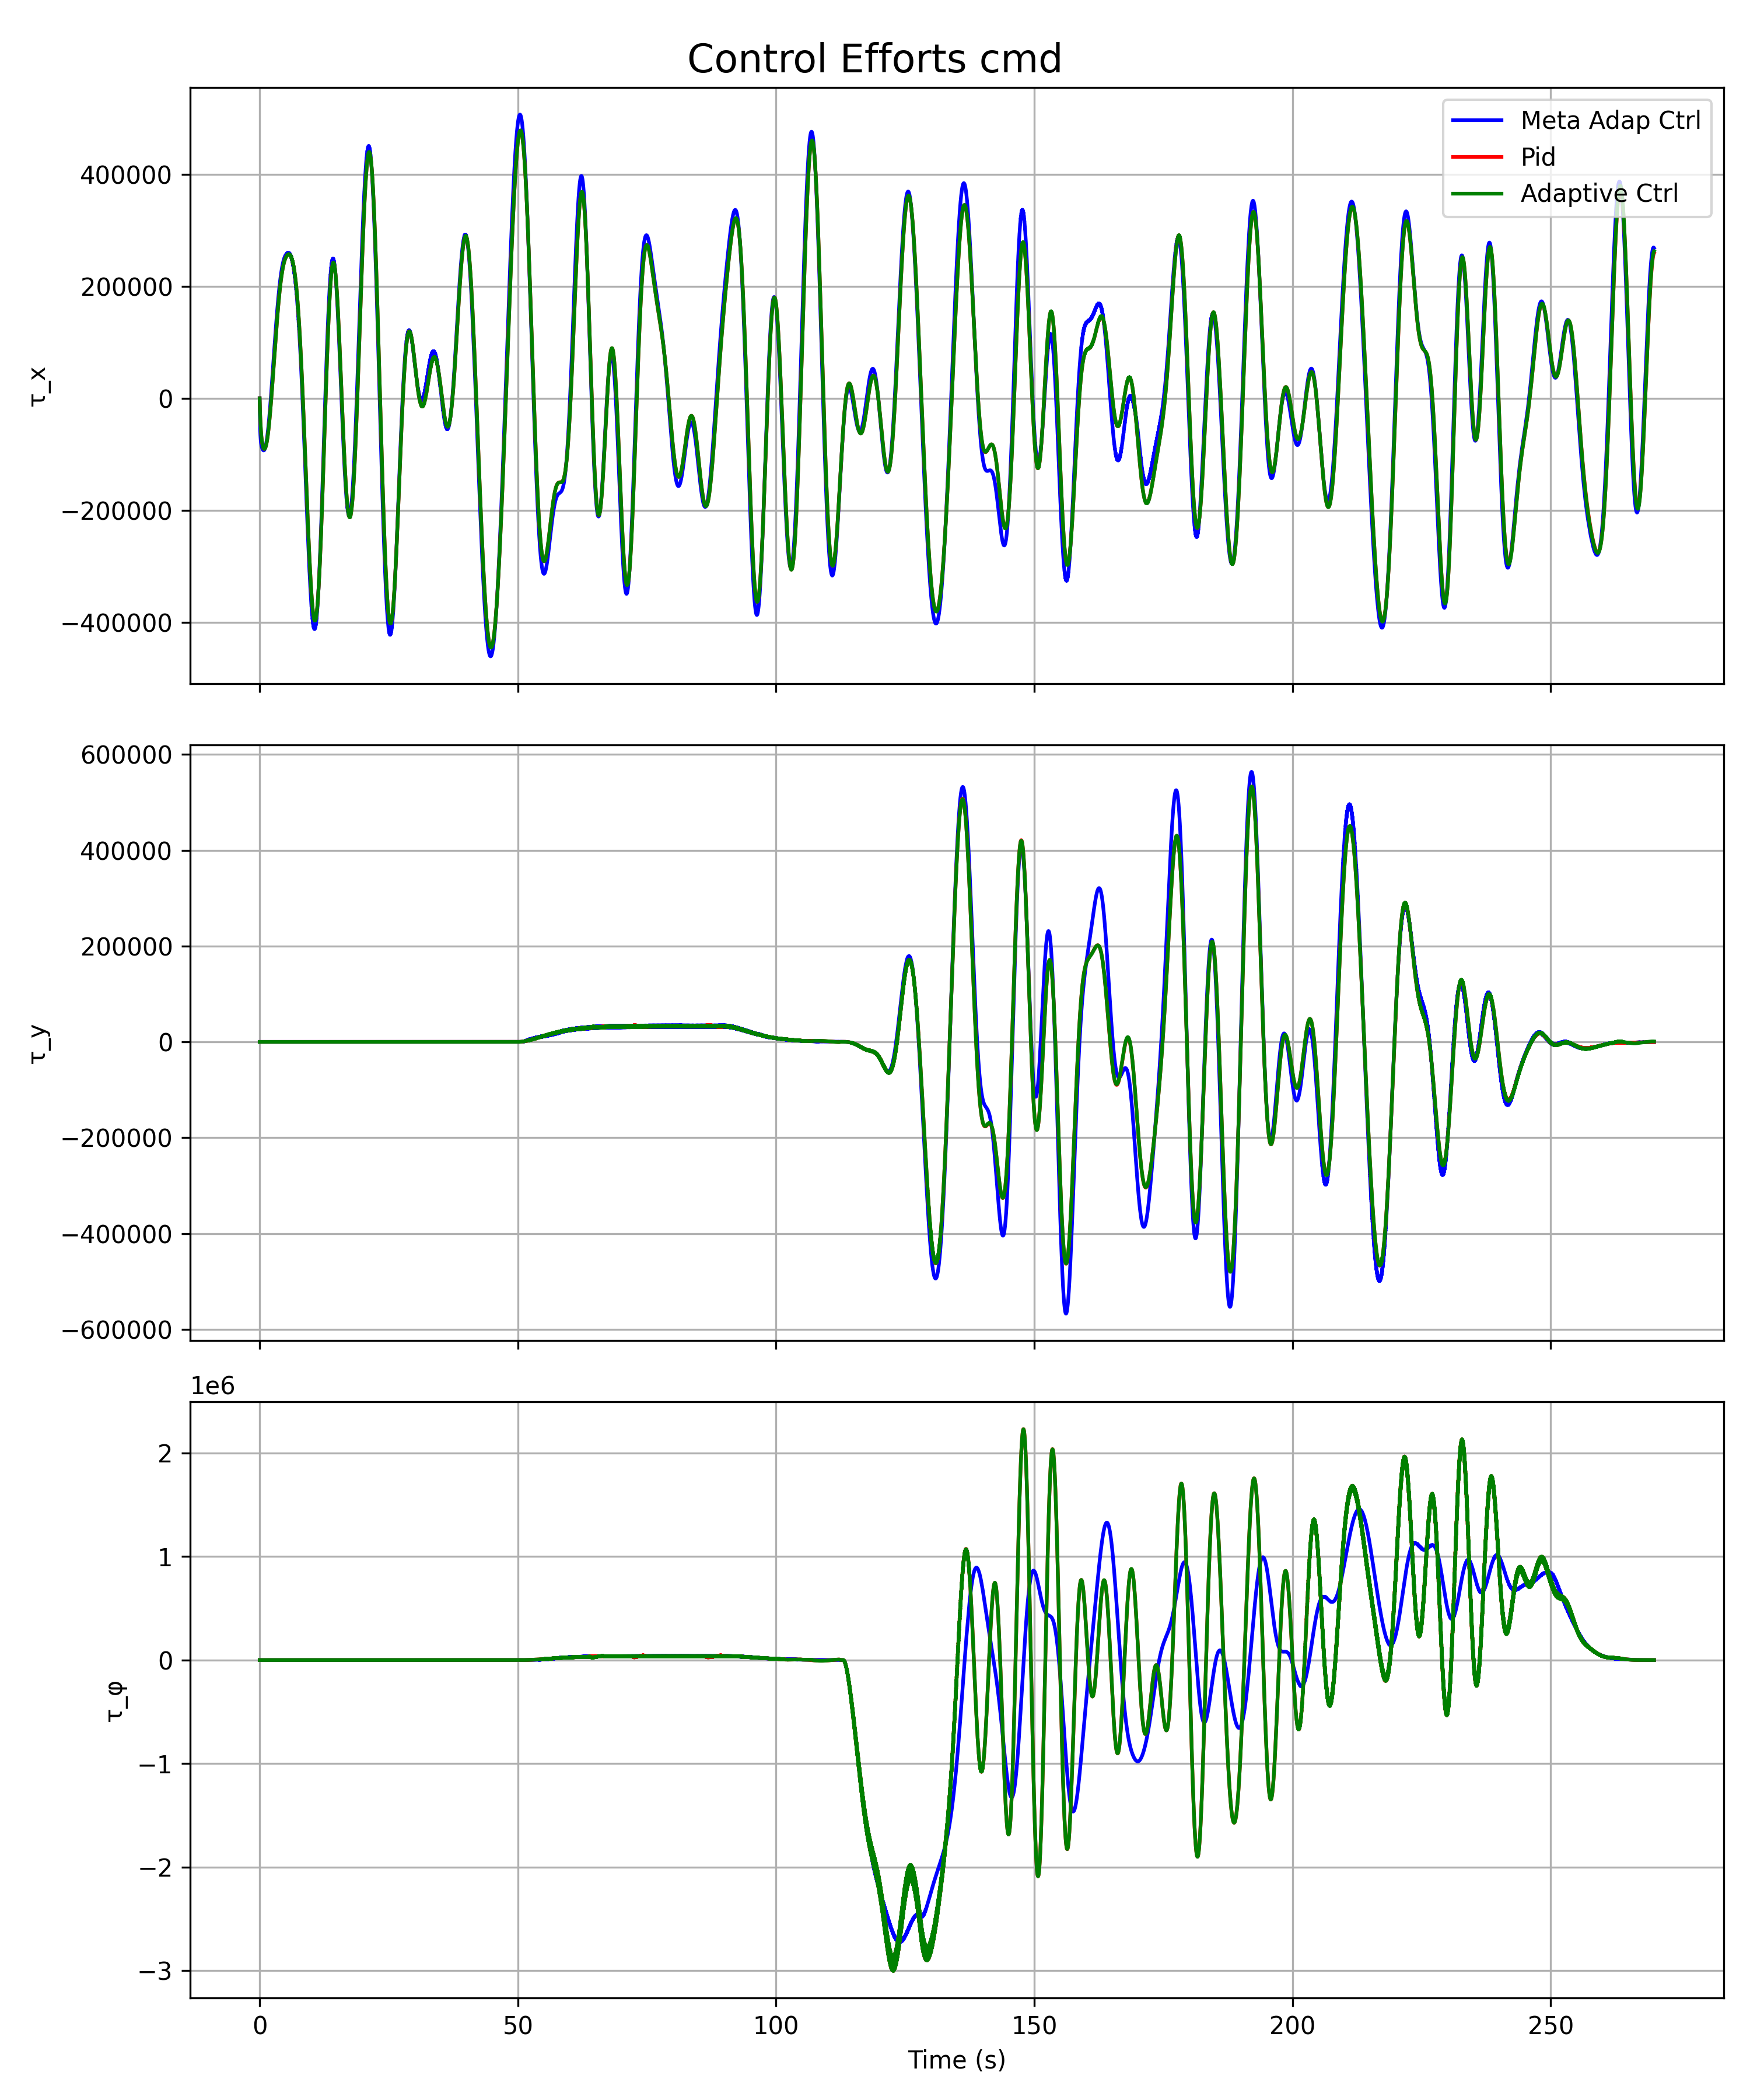 Control Efforts cmd
Meta Adap Ctrl
Pid
Adaptive Ctrl
400000
200000
0
−200000
−400000
τ_x
600000
400000
200000
0
−200000
−400000
−600000
τ_y
1e6
2
1
0
−1
−2
−3
τ_φ
0 50 100 150 200 250
Time (s)